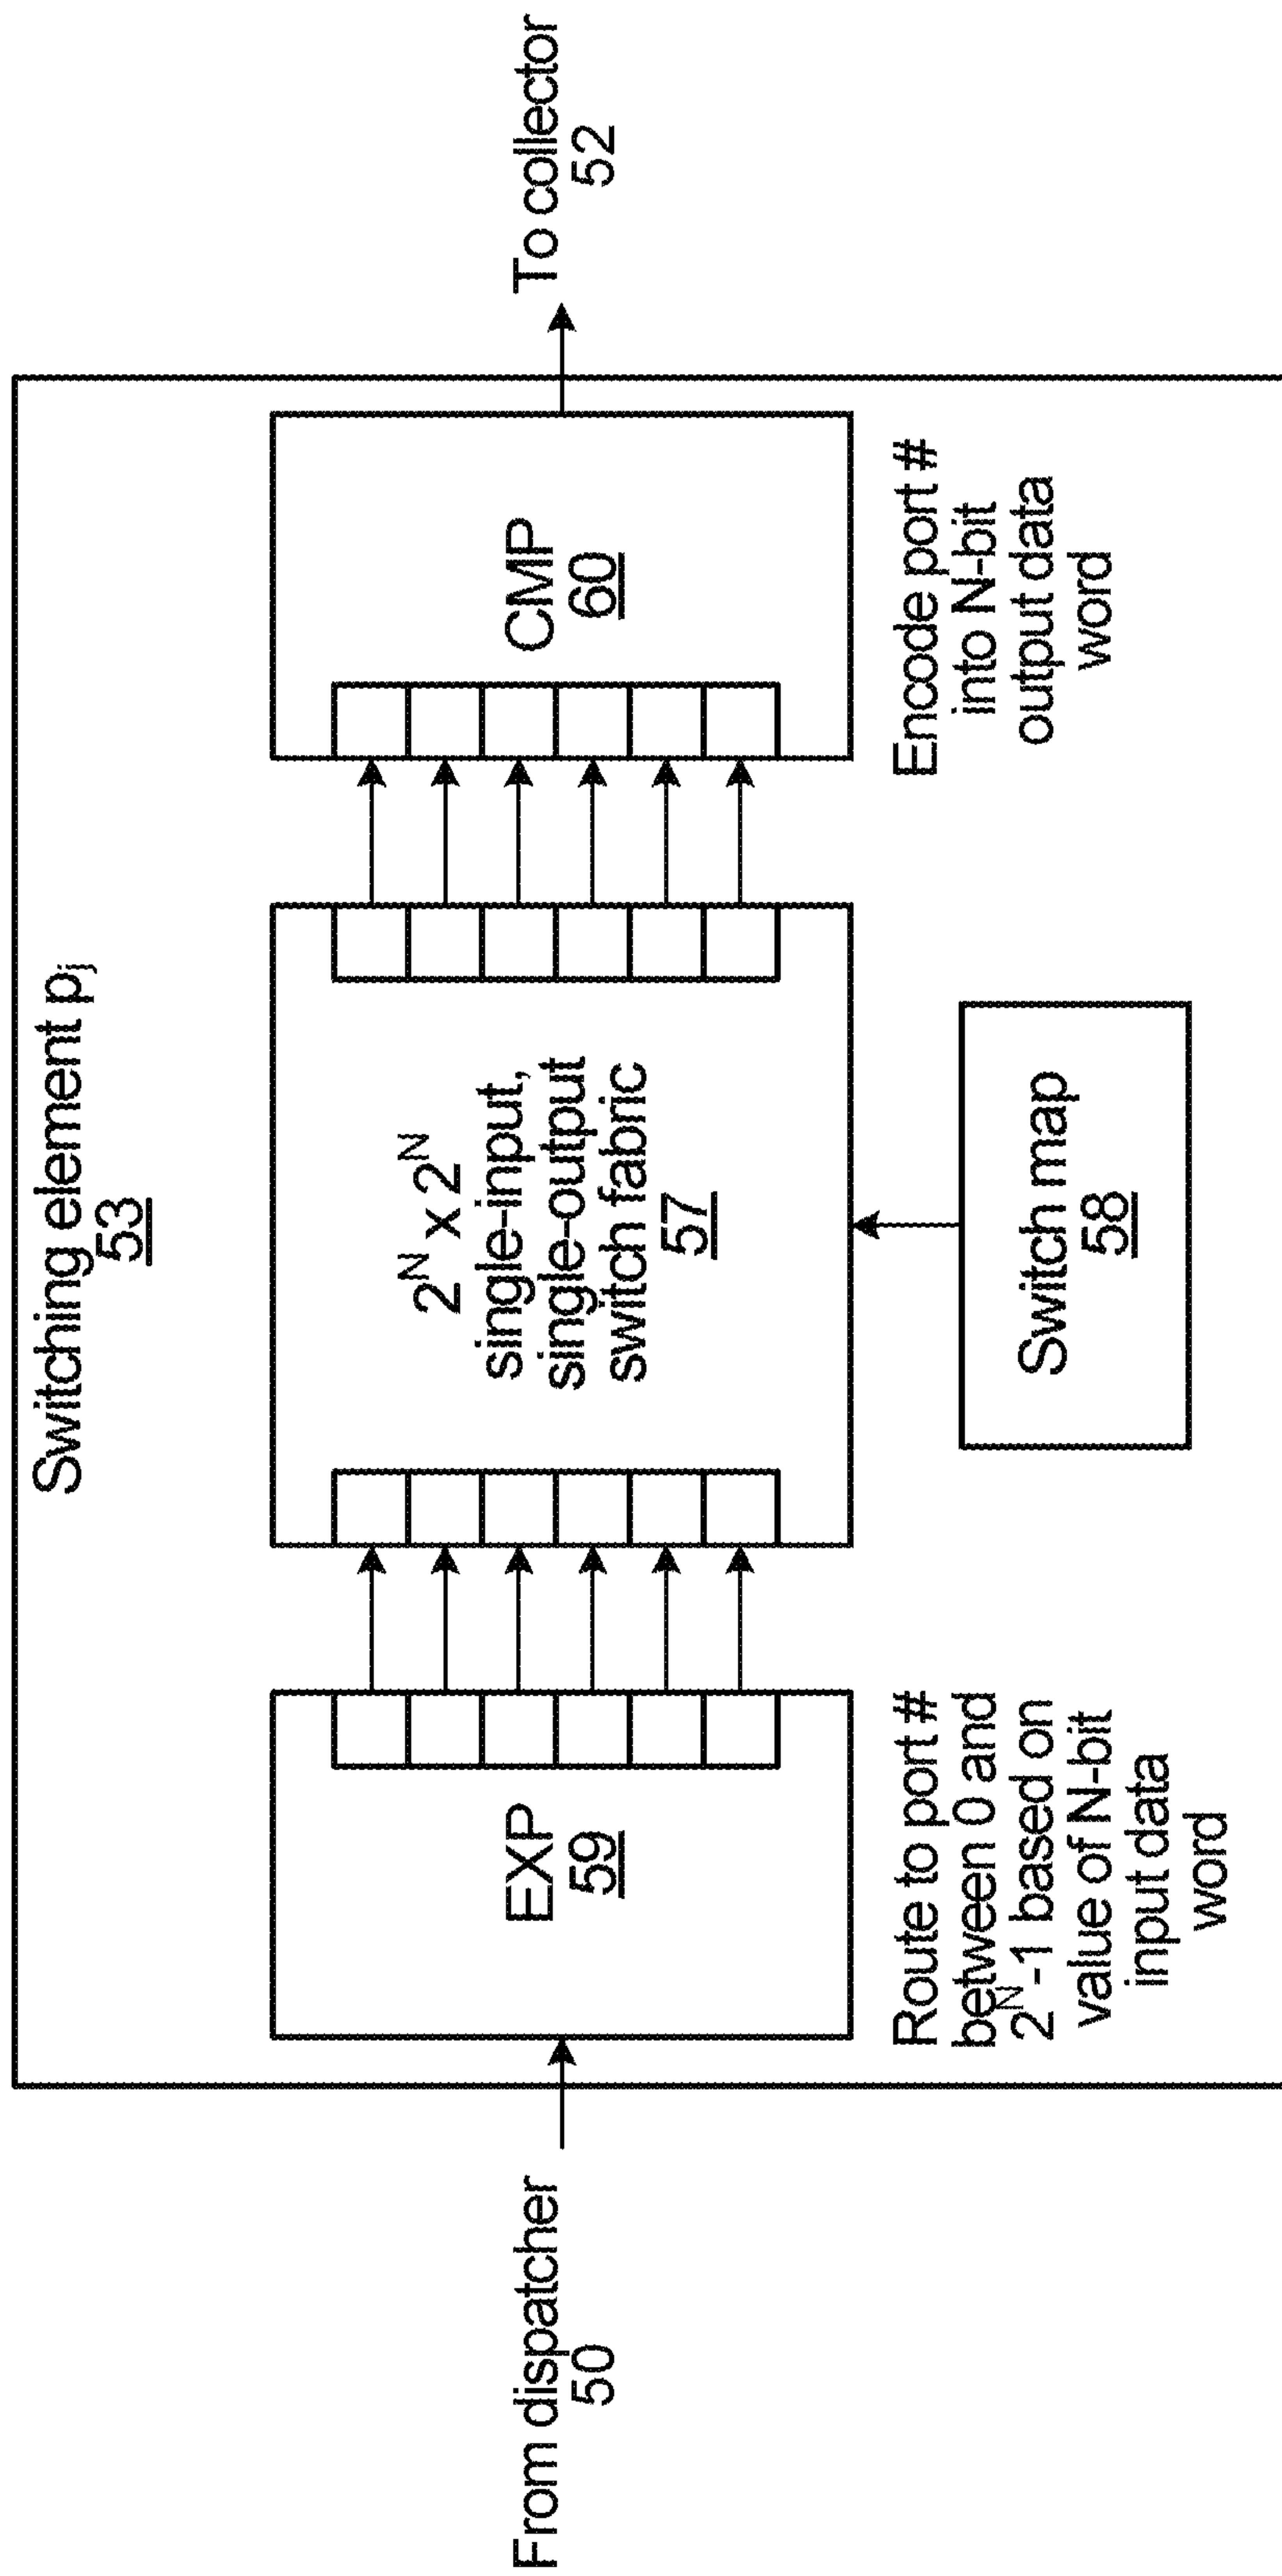 Switching element pj
53
From dispatcher
50
EXP
59
2N x 2N
single-input,
single-output
switch fabric
57
CMP
60
To collector
52
Route to port #
between 0 and
2N-1 based on
value of N-bit
input data
word
Switch map
58
Encode port #
into N-bit
output data
word